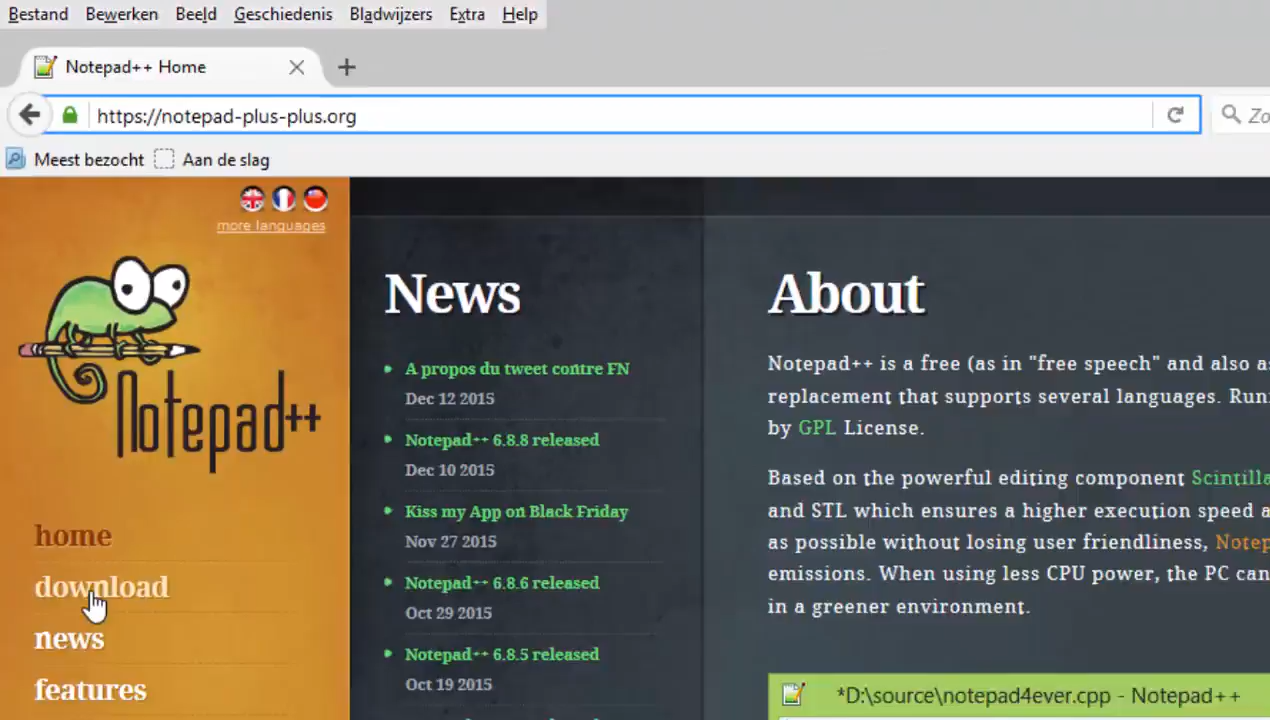 Bestand Bewerken Beeld Geschiedenis Bladwijzers Extra Help
Notepad++ Home
https://notepad-plus-plus.org
Meest bezocht Aan de slag
more languages
Notepad++
home
download
news
features
News
A propos du tweet contre FN
Dec 12 2015
Notepad++ 6.8.8 released
Dec 10 2015
Kiss my App on Black Friday
Nov 27 2015
Notepad++ 6.8.6 released
Oct 29 2015
Notepad++ 6.8.5 released
Oct 19 2015
About
Notepad++ is a free (as in "free speech" and also
replacement that supports several languages.
by GPL License.
Based on the powerful editing component Scintilla
and STL which ensures a higher execution speed
as possible without losing user friendliness,
emissions. When using less CPU power, the PC can
in a greener environment.
*D:\source\notepad4ever.cpp - Notepad++